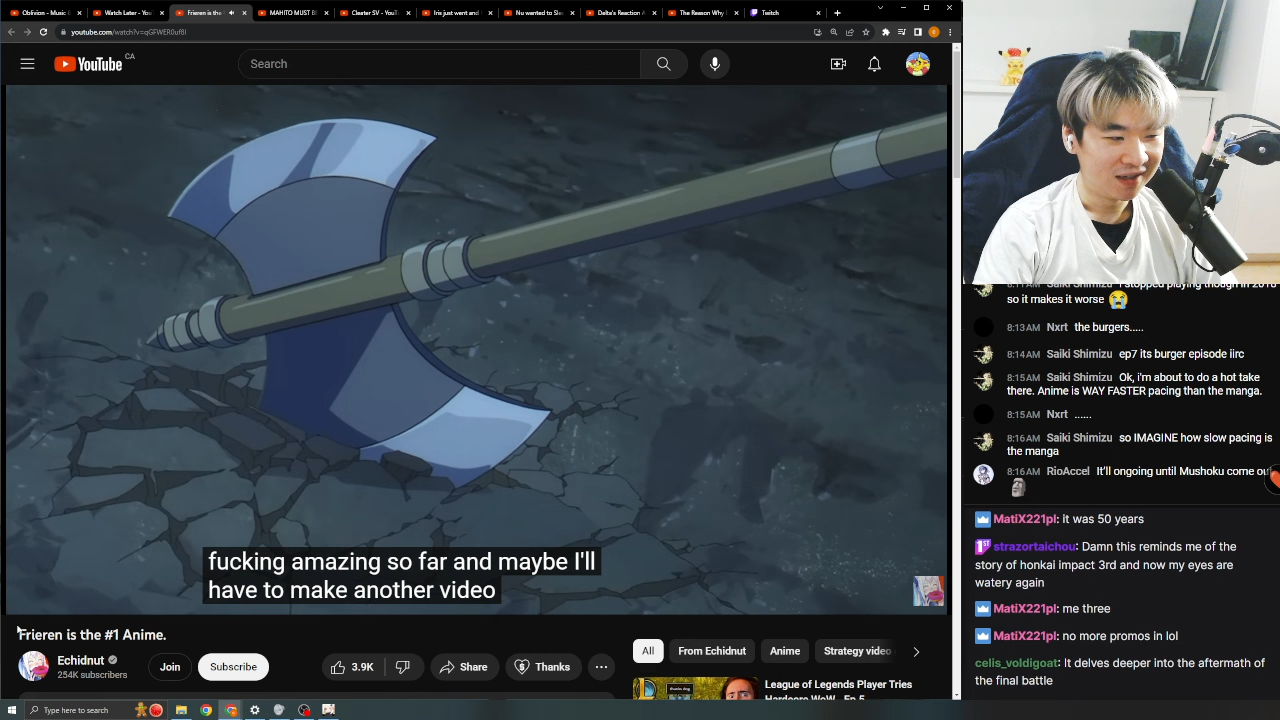 Oblivion - Music B
Watch Later - You
Frieren is the
MAHITO MUST B
Cleater SV - YouT
Iris just went and
Nu wanted to Sle
Delta's Reaction A
The Reason Why
Twitch
youtube.com/watch?v=qGFWER0uf8I
YouTube CA
Search
fucking amazing so far and maybe I'll
have to make another video
Frieren is the #1 Anime.
Echidnut
254K subscribers
Join
Subscribe
3.9K
Share
Thanks
All
From Echidnut
Anime
Strategy video
League of Legends Player Tries
Type here to search
so it makes it worse
8:13AM Nxrt the burgers.....
8:14AM Saiki Shimizu ep7 its burger episode iirc
8:15AM Saiki Shimizu Ok, i'm about to do a hot take
there. Anime is WAY FASTER pacing than the manga.
8:15AM Nxrt ......
8:16AM Saiki Shimizu so IMAGINE how slow pacing is
the manga
8:16AM RioAccel It'll ongoing until Mushoku come ou
MatiX221pl: it was 50 years
strazortaichou: Damn this reminds me of the
story of honkai impact 3rd and now my eyes are
watery again
MatiX221pl: me three
MatiX221pl: no more promos in lol
celis_voldigoat: It delves deeper into the aftermath of
the final battle